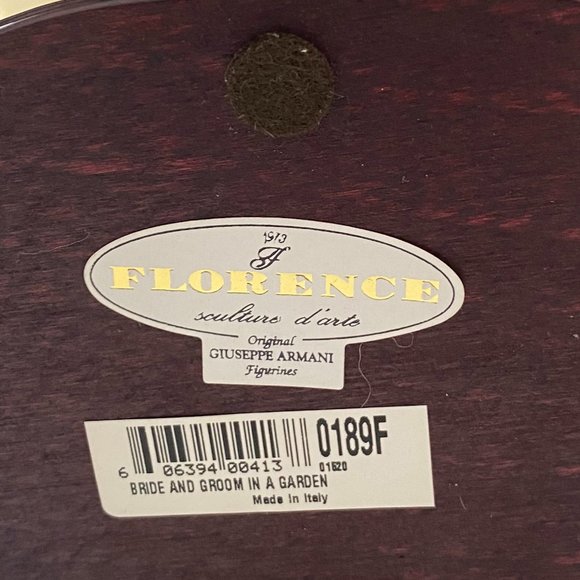 1973
F
FLORENCE
sculture d'arte
Original
GIUSEPPE ARMANI
Figurines
0189F
6 06394 00413 01620
BRIDE AND GROOM IN A GARDEN
Made In Italy